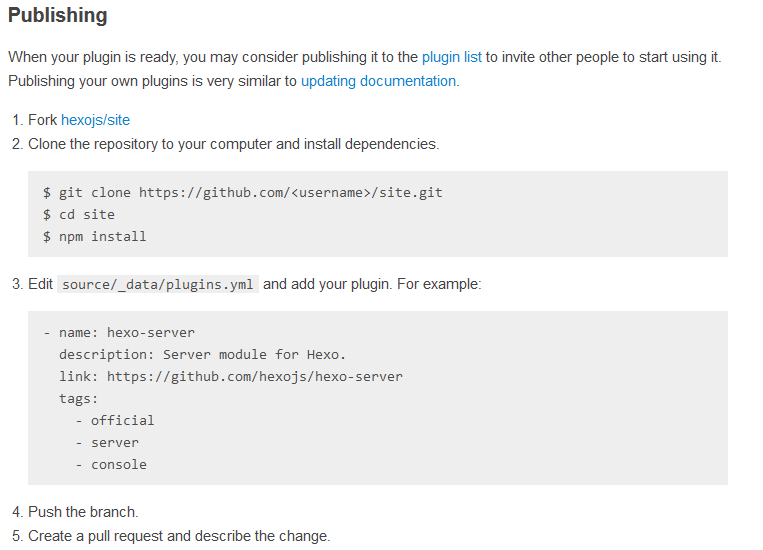 Publishing
When your plugin is ready, you may consider publishing it to the plugin list to invite other people to start using it.
Publishing your own plugins is very similar to updating documentation.
1. Fork hexojs/site
2. Clone the repository to your computer and install dependencies.
$ git clone https://github.com/<username>/site.git
$ cd site
$ npm install
3. Edit source/_data/plugins.yml and add your plugin. For example:
- name: hexo-server
  description: Server module for Hexo.
  link: https://github.com/hexojs/hexo-server
  tags:
    - official
    - server
    - console
4. Push the branch.
5. Create a pull request and describe the change.